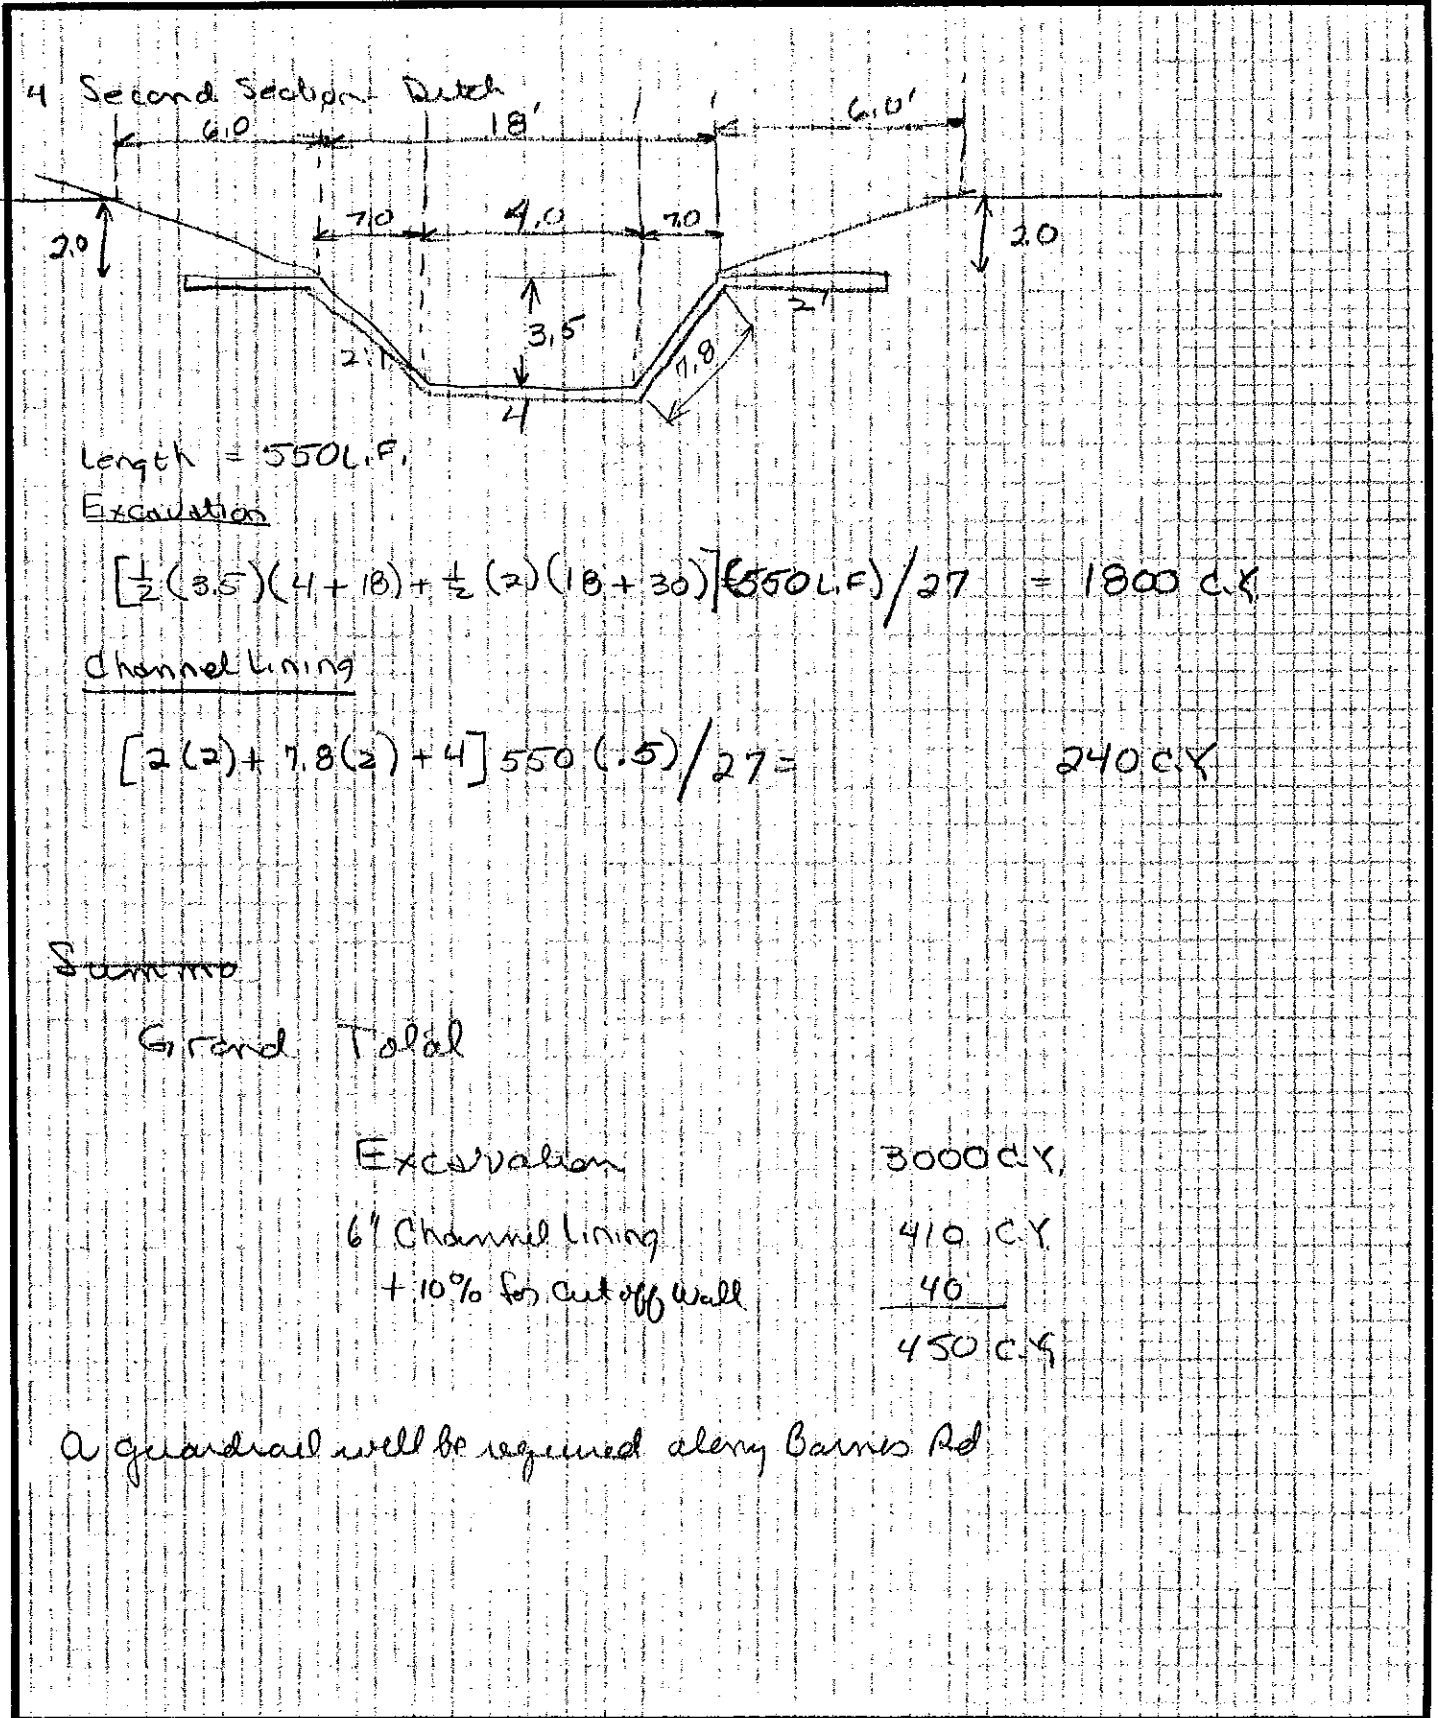 4 Second Section Ditch
6.0 18' 6.0'
7.0 4.0 7.0
2.0 2.0
3.5 2'
2:1 7.8
4
Length = 550 L.F.
Excavation
[½(3.5)(4+18)+½(2)(18+30)](550 L.F)/27 = 1800 C.Y.
Channel Lining
[2(2)+7.8(2)+4]550(.5)/27= 240 C.Y
Summa
Grand Total
Excavation 3000 C.Y.
6" Channel Lining 410 C.Y.
+ 10% for cut off wall 40
450 C.Y.
A guardrail will be required along Barnes Rd